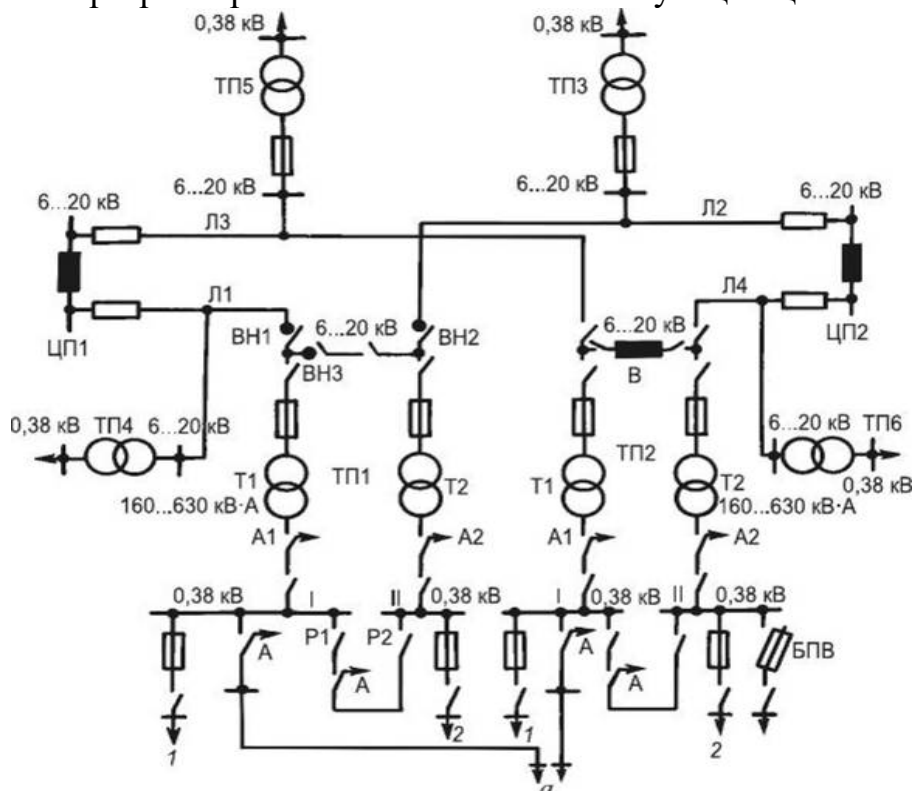 0,38 кВ 0,38 кВ
ТП5 ТП3
6...20 кВ 6...20 кВ
6...20 кВ Л3 Л2 6...20 кВ
Л1 Л4
ЦП1 ВН1 6...20 кВ ВН2 6...20 кВ ЦП2
ВН3 В
0,38 кВ ТП4 6...20 кВ 6...20 кВ ТП6
Т1 ТП1 Т2 Т1 ТП2 Т2 0,38 кВ
160...630 кВ·А 160...630 кВ·А
А1 А2 А1 А2
0,38 кВ I II 0,38 кВ I 0,38 кВ II 0,38 кВ
А Р1 Р2 А БПВ
А А
1 2 1 2